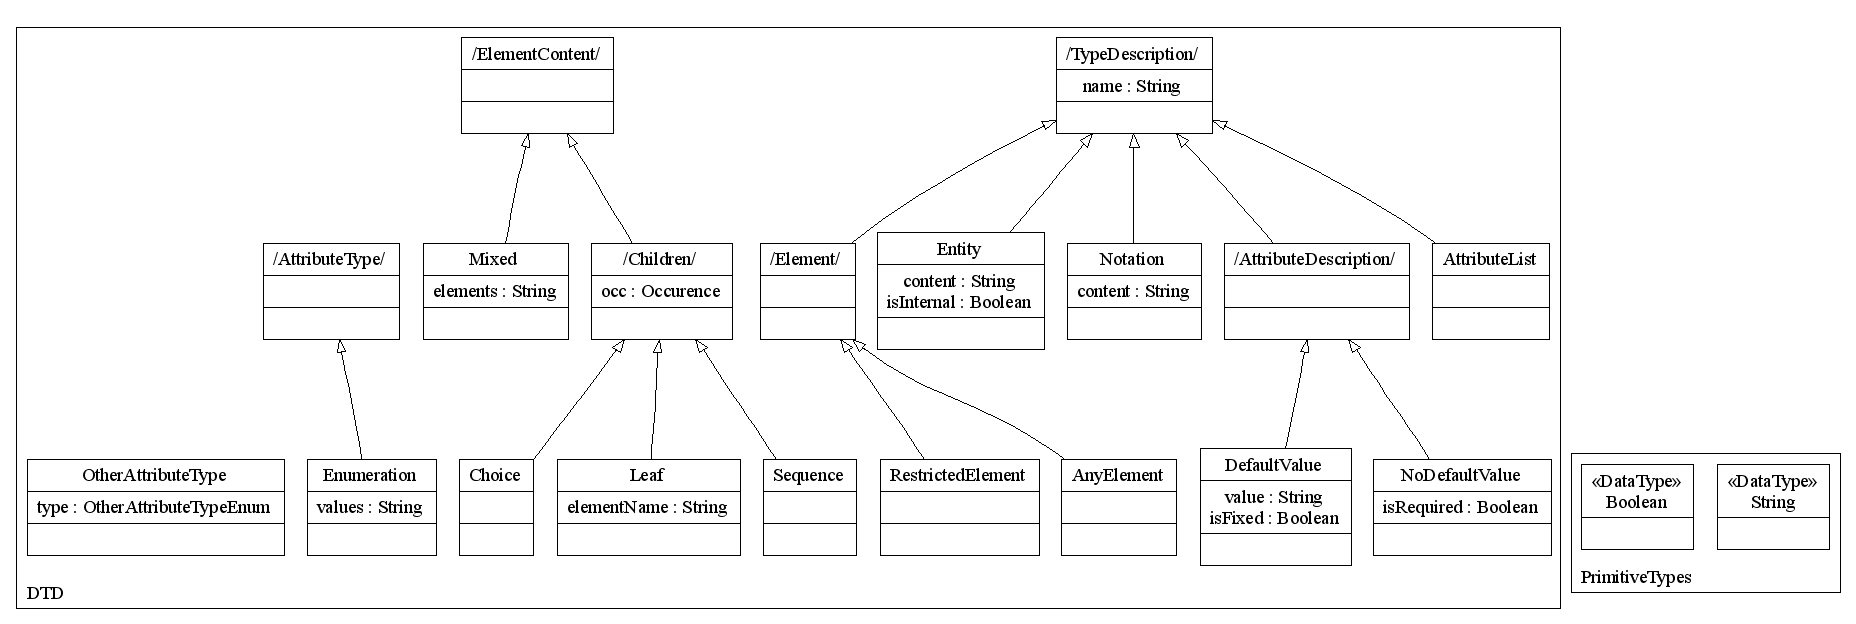 /ElementContent/
/TypeDescription/
name : String
/AttributeType/
Mixed
elements : String
/Children/
occ : Occurence
/Element/
Entity
content : String
isInternal : Boolean
Notation
content : String
/AttributeDescription/
AttributeList
OtherAttributeType
type : OtherAttributeTypeEnum
Enumeration
values : String
Choice
Leaf
elementName : String
Sequence
RestrictedElement
AnyElement
DefaultValue
value : String
isFixed : Boolean
NoDefaultValue
isRequired : Boolean
DTD
«DataType»
Boolean
«DataType»
String
PrimitiveTypes